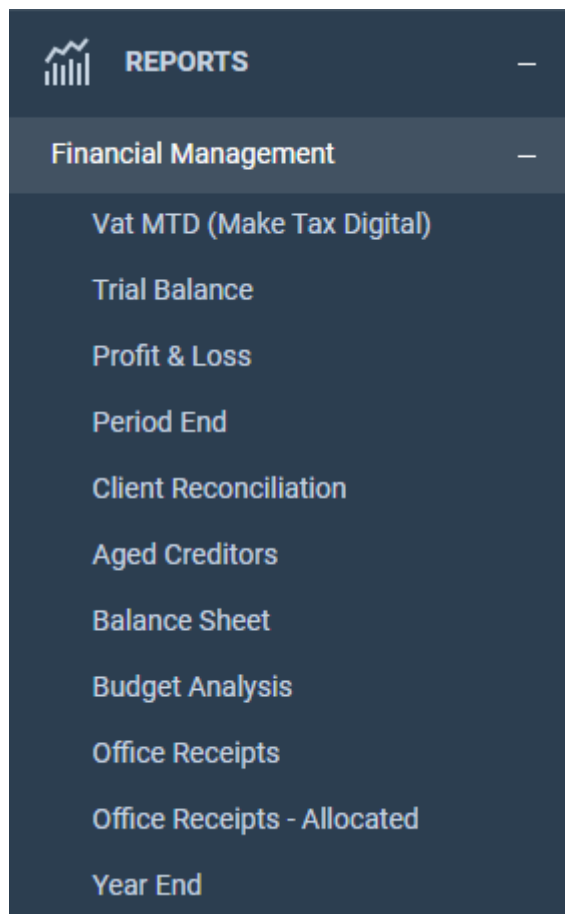 REPORTS
Financial Management
Vat MTD (Make Tax Digital)
Trial Balance
Profit & Loss
Period End
Client Reconciliation
Aged Creditors
Balance Sheet
Budget Analysis
Office Receipts
Office Receipts - Allocated
Year End